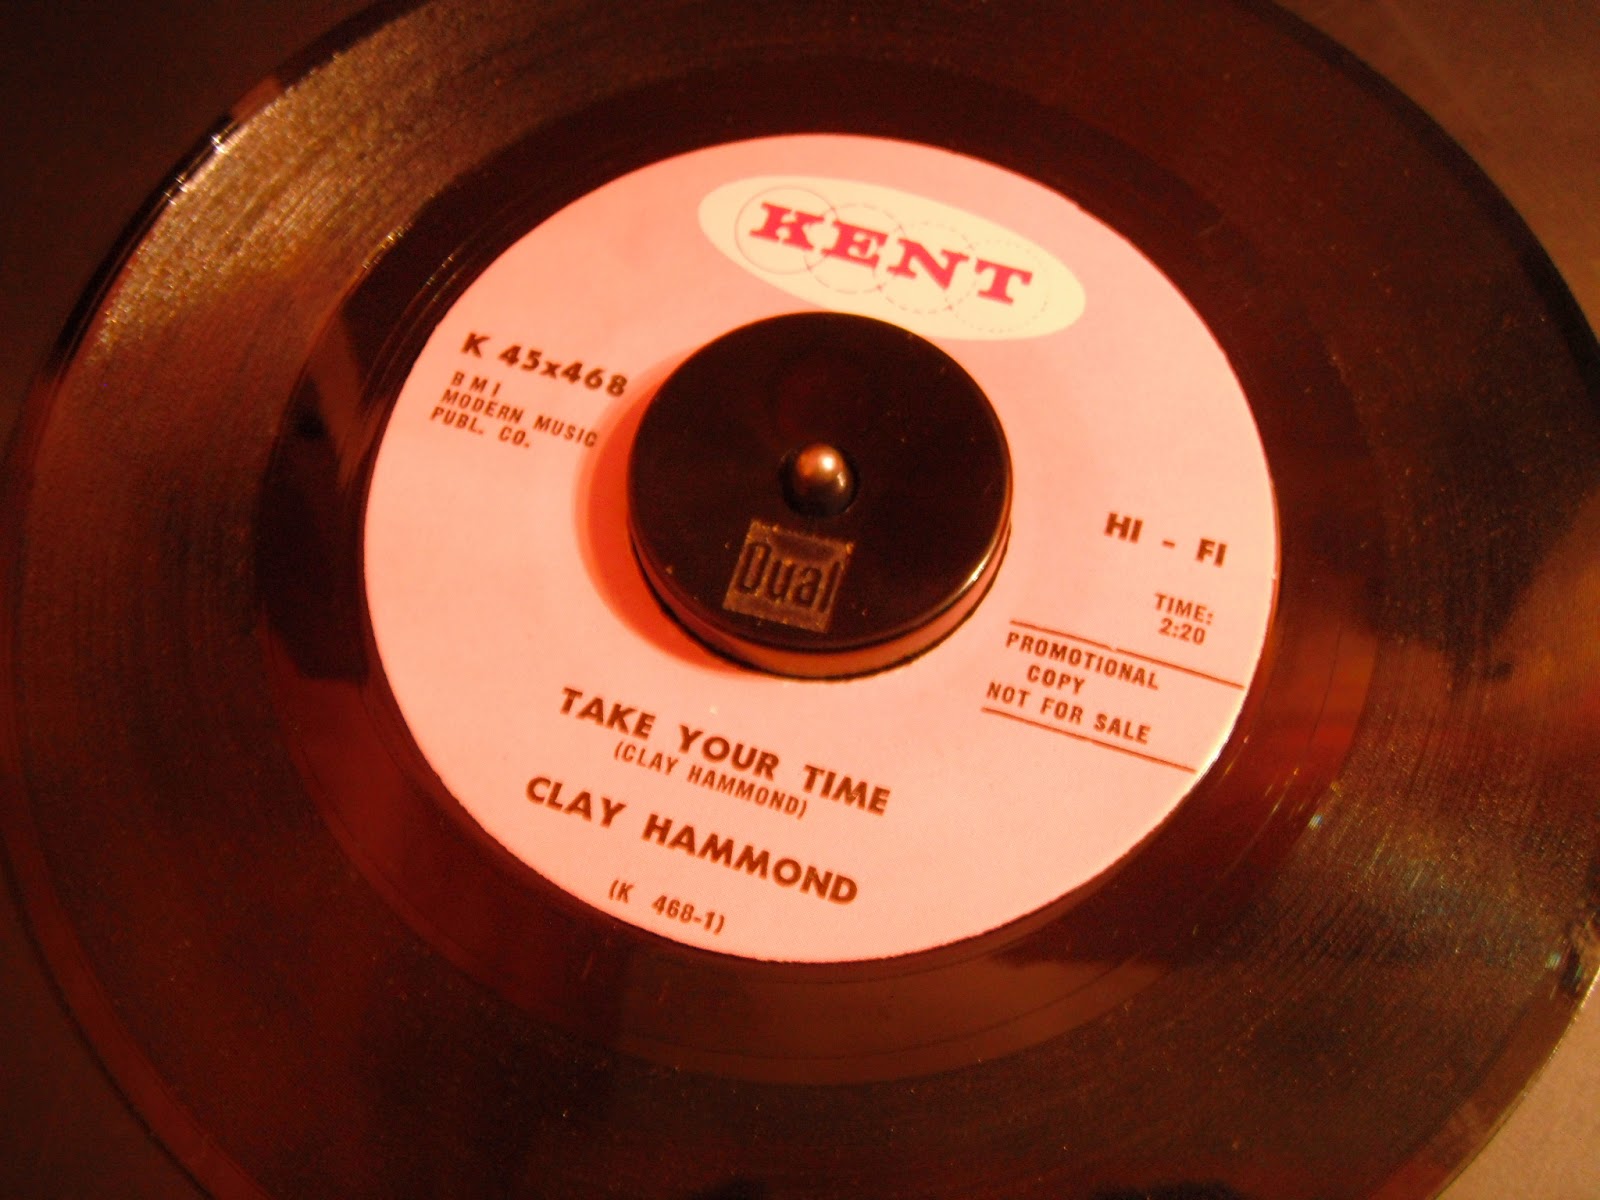 KENT
K 45x468
BMI
MODERN MUSIC
PUBL. CO.
Dual
HI - FI
TIME:
2:20
PROMOTIONAL
COPY
NOT FOR SALE
TAKE YOUR TIME
(CLAY HAMMOND)
CLAY HAMMOND
(K 468-1)